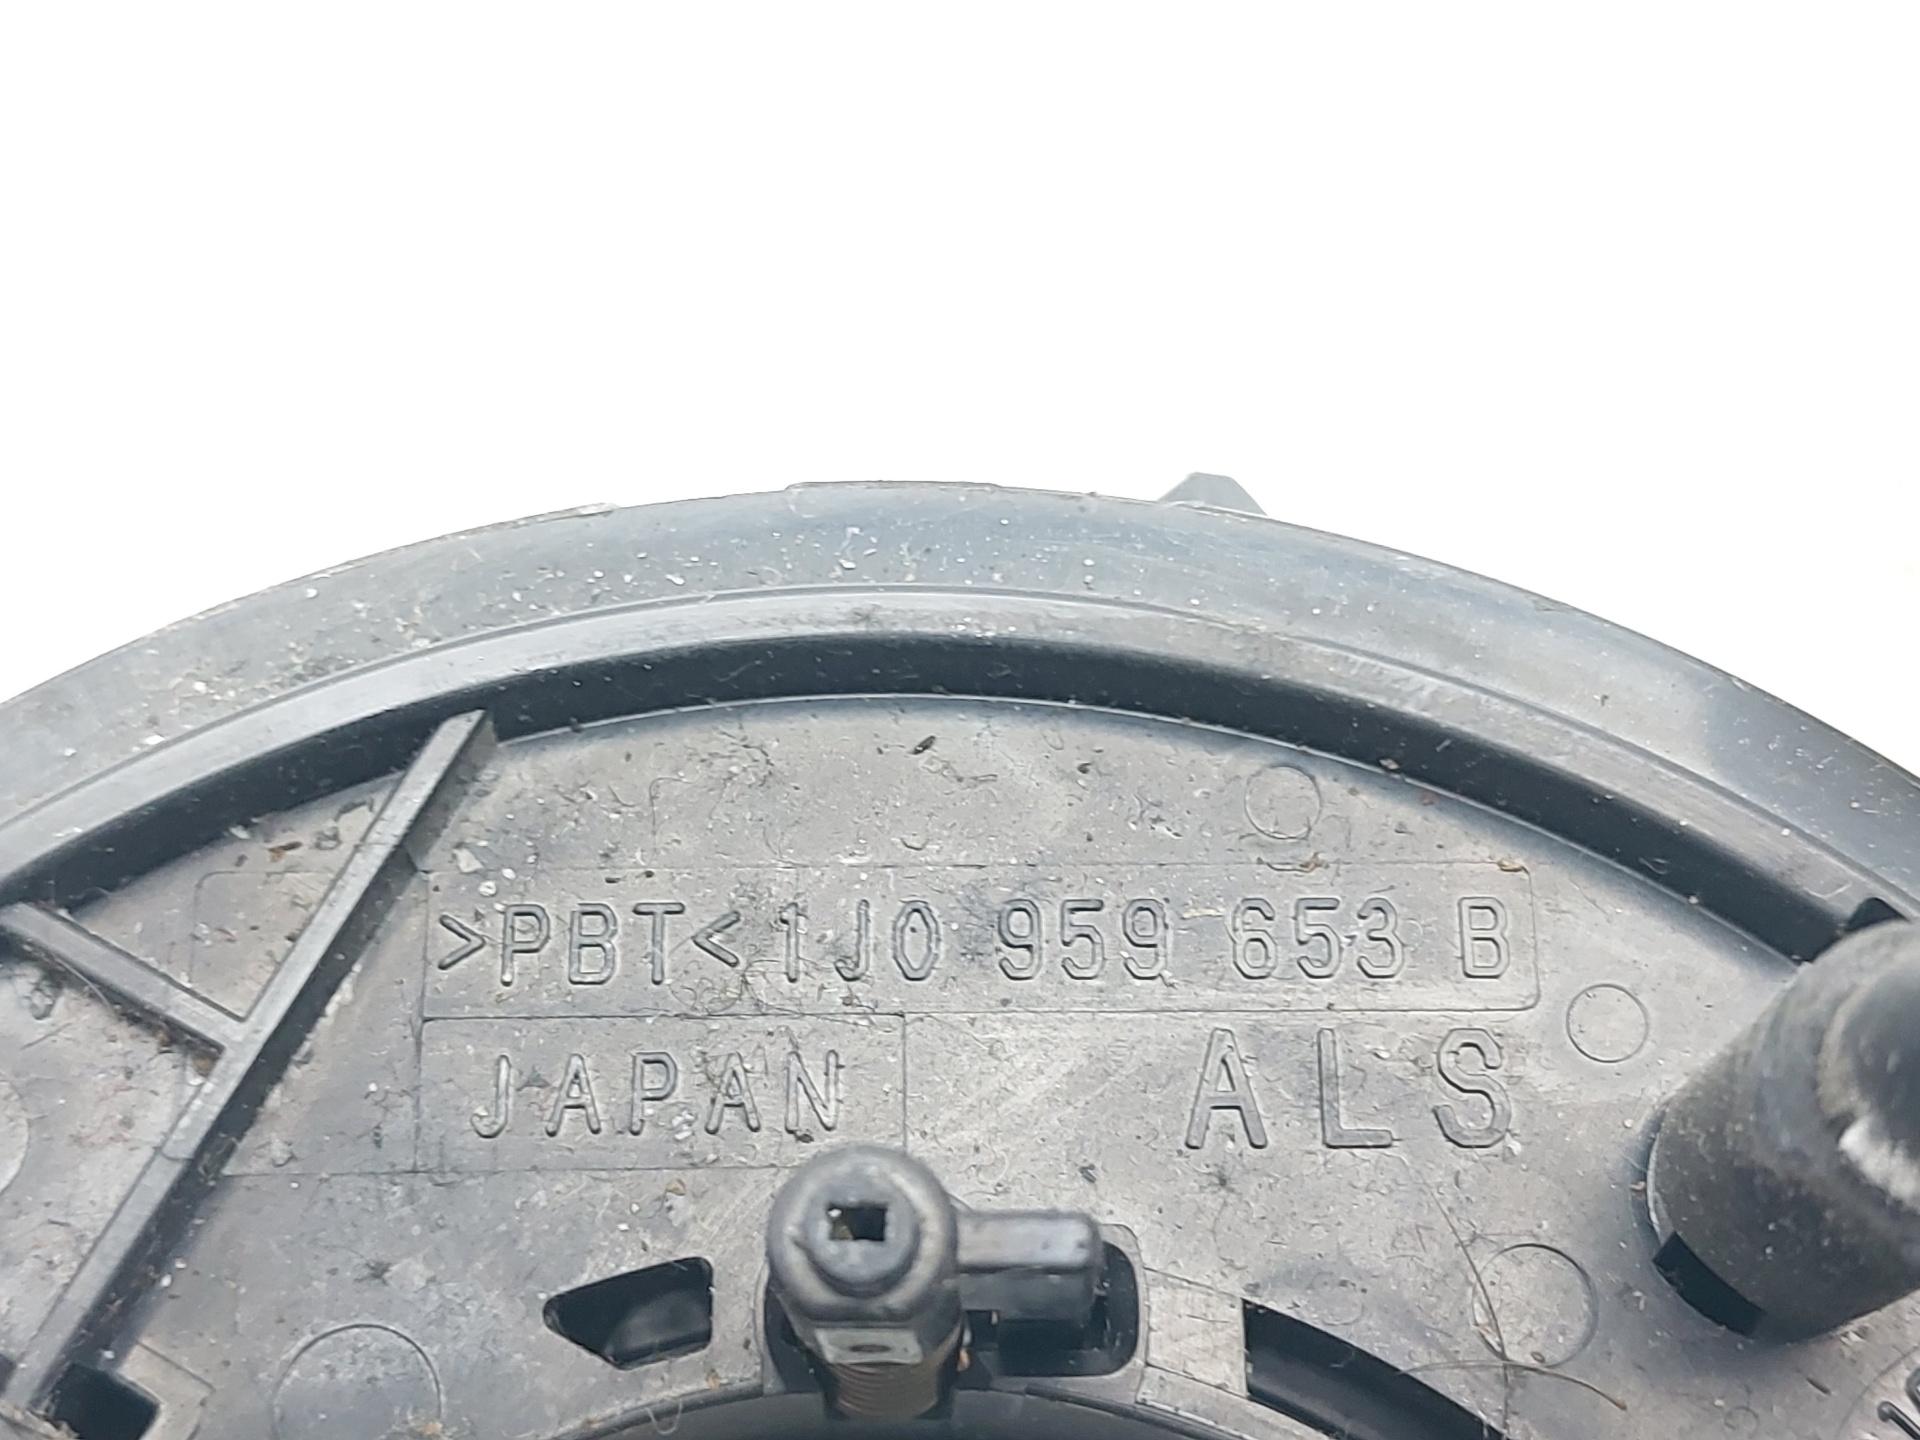 >PBT< 1J0 959 653 B
JAPAN ALS